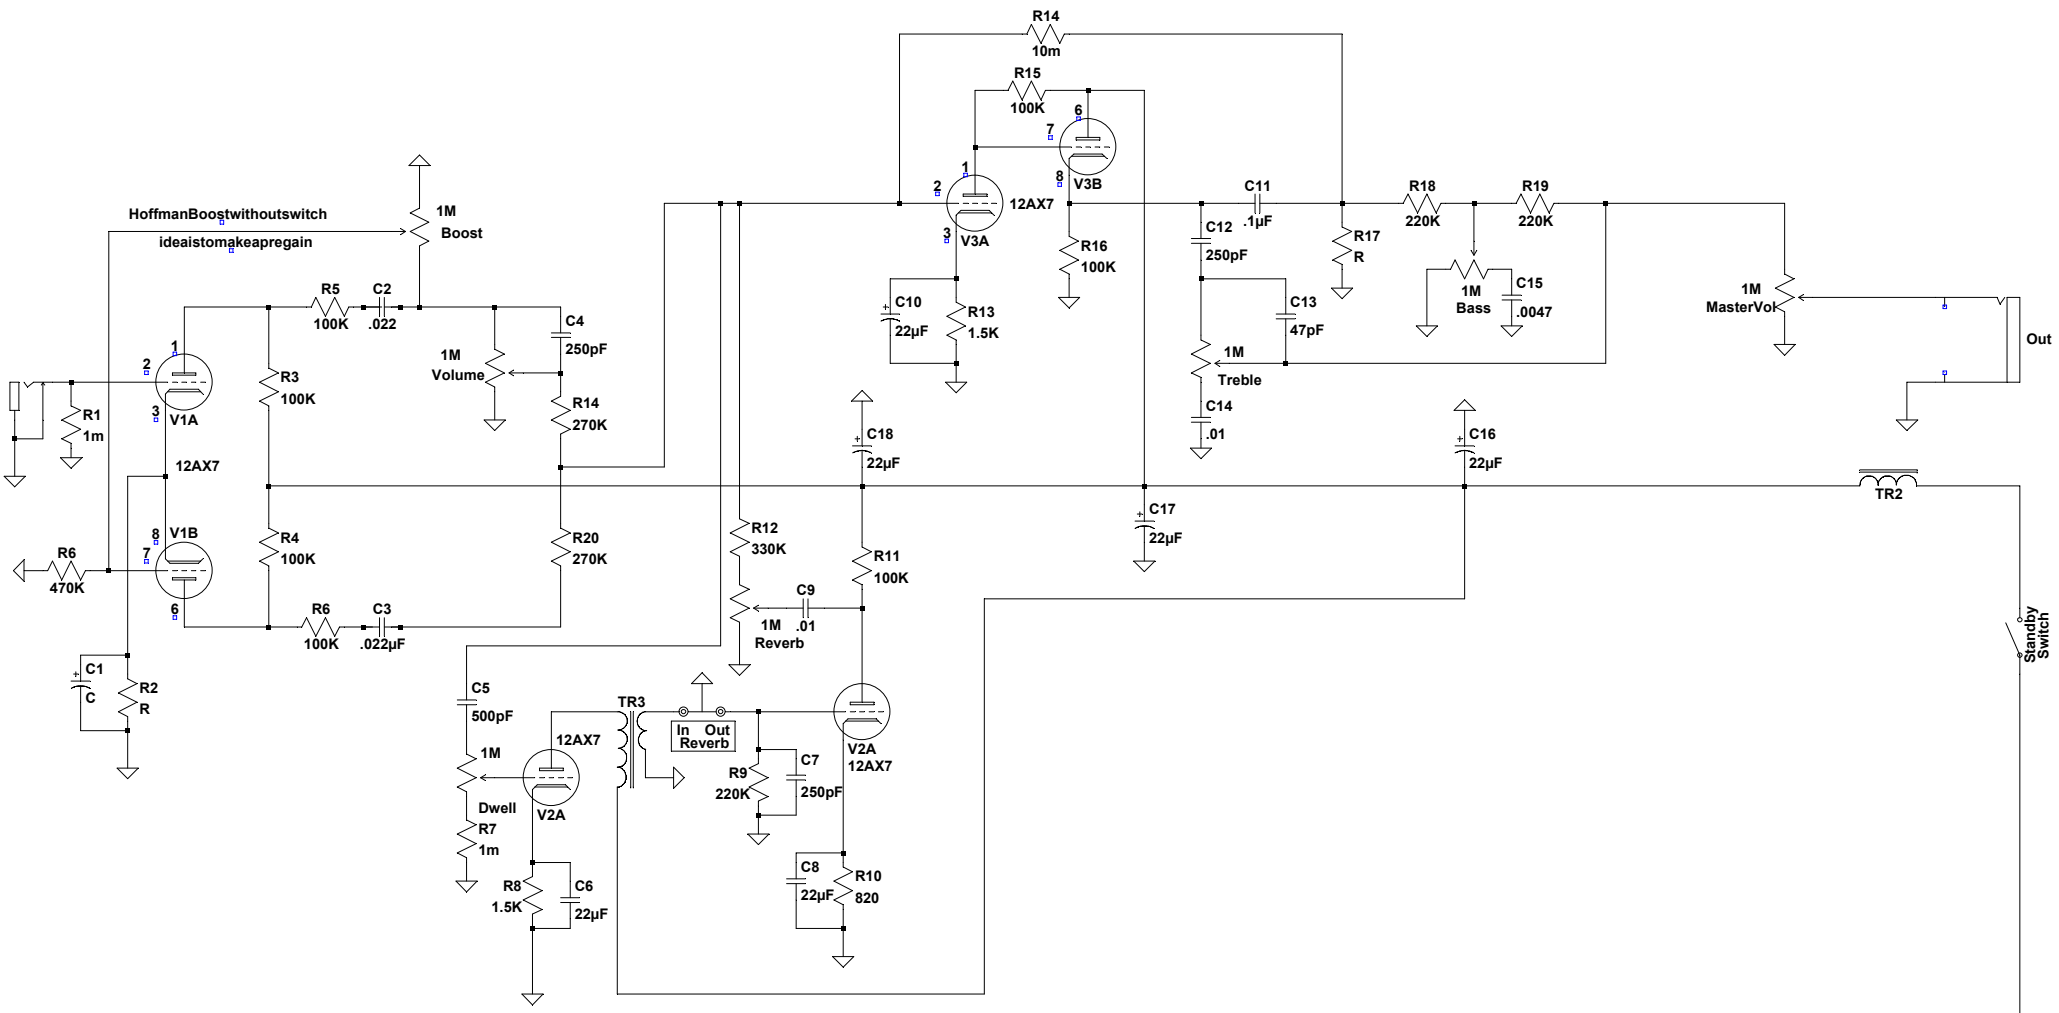 R14
10m
R15
100K
6
7
8
V3B
1
2
3
V3A
12AX7
HoffmanBoostwithoutswitch
ideaistomakeapregain
1M
Boost
R5
100K
C2
.022
C4
250pF
1M
Volume
1
2
3
V1A
R1
1m
R3
100K
R14
270K
12AX7
C10
22µF
R13
1.5K
R16
100K
C11
.1µF
C12
250pF
C13
47pF
R17
R
R18
220K
R19
220K
1M
Bass
C15
.0047
1M
MasterVol
Out
1M
Treble
C14
.01
C18
22µF
C16
22µF
TR2
C17
22µF
V1B
8
7
6
R6
470K
R4
100K
R20
270K
R12
330K
R11
100K
R6
100K
C3
.022µF
C9
.01
1M
Reverb
Standby
Switch
C1
C
R2
R
C5
500pF
1M
Dwell
R7
1m
12AX7
V2A
TR3
In Out
Reverb
R9
220K
C7
250pF
V2A
12AX7
R8
1.5K
C6
22µF
C8
22µF
R10
820